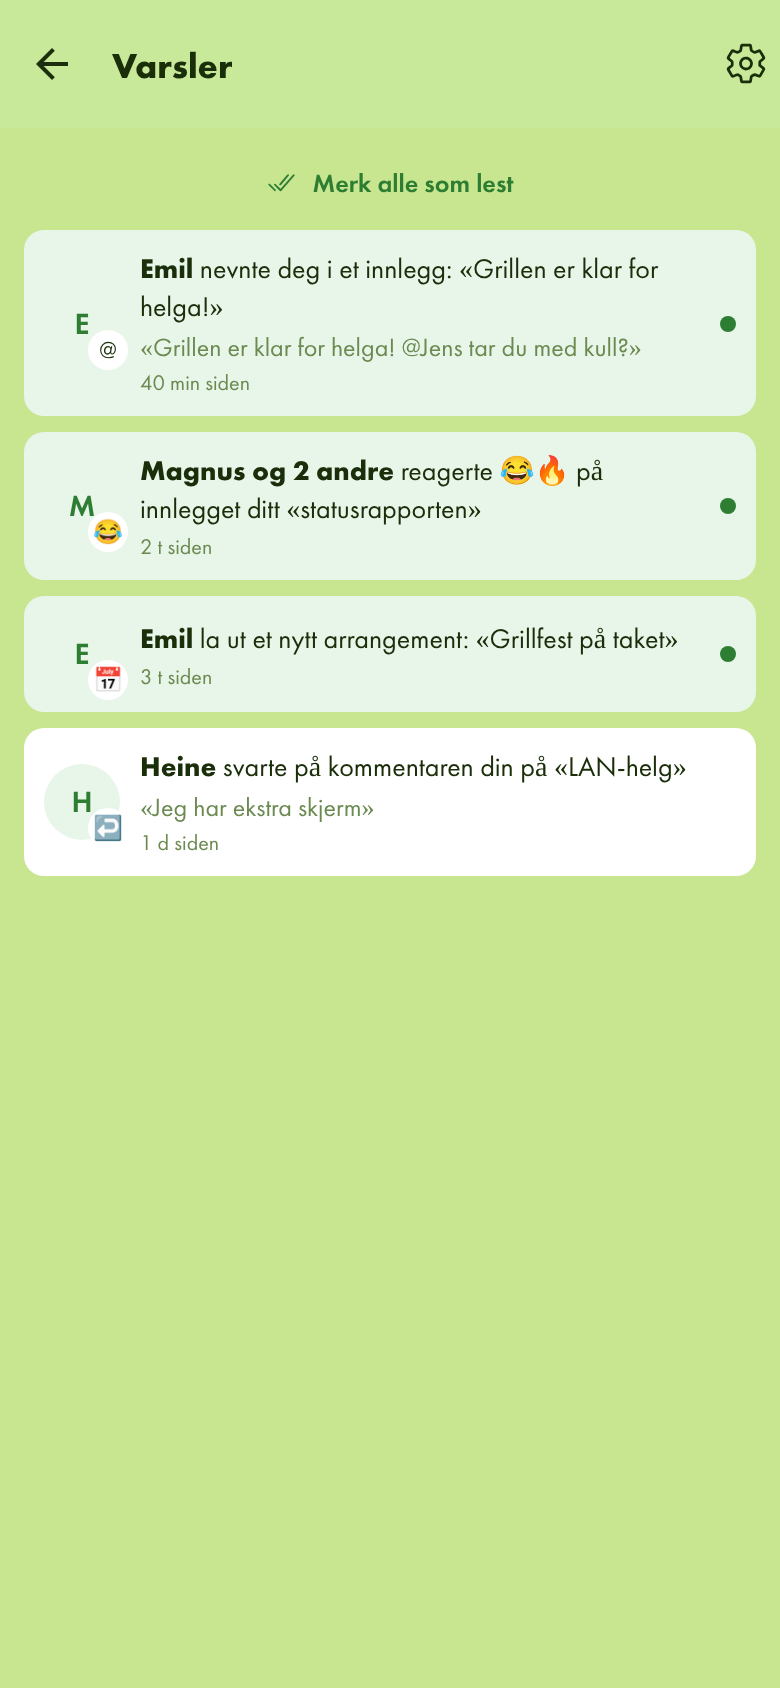 Varsler
Merk alle som lest
E
@
Emil nevnte deg i et innlegg: «Grillen er klar for
helga!»
«Grillen er klar for helga! @Jens tar du med kull?»
40 min siden
M
Magnus og 2 andre reagerte 😂🔥 på
innlegget ditt «statusrapporten»
2 t siden
E
July
17
Emil la ut et nytt arrangement: «Grillfest på taket»
3 t siden
H
Heine svarte på kommentaren din på «LAN-helg»
«Jeg har ekstra skjerm»
1 d siden